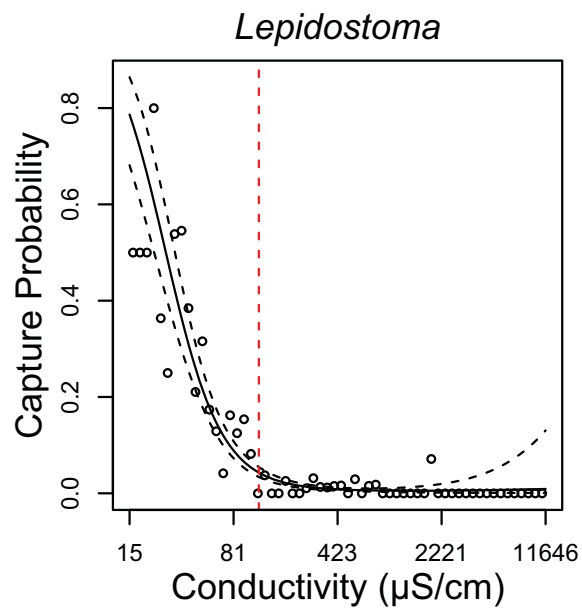 Lepidostoma
Capture Probability
0.8
0.6
0.4
0.2
0.0
15 81 423 2221 11646
Conductivity (µS/cm)